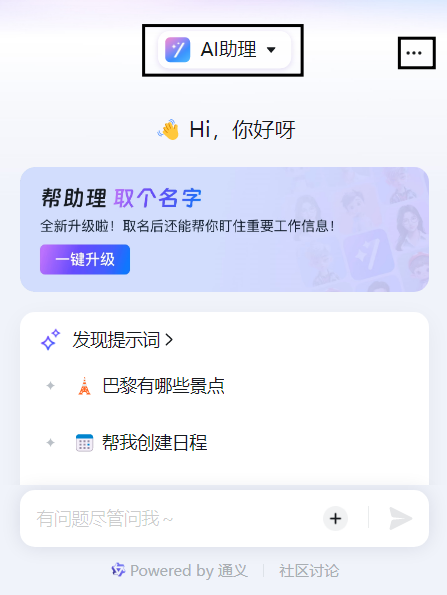 AI助理
Hi，你好呀
帮助理 取个名字
全新升级啦！取名后还能帮你盯住重要工作信息！
一键升级
发现提示词
巴黎有哪些景点
帮我创建日程
有问题尽管问我～
Powered by 通义 社区讨论